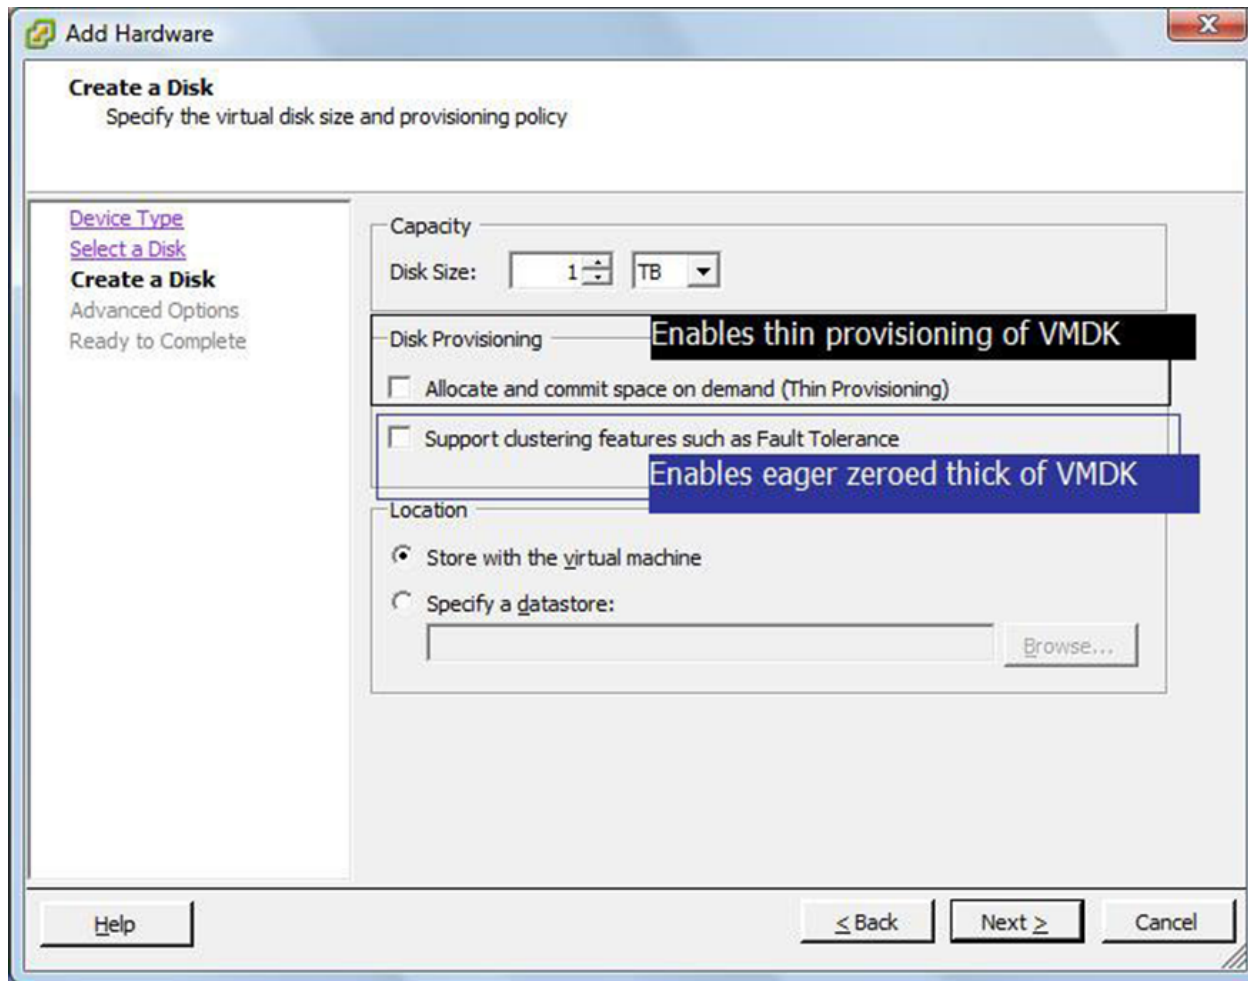 Add Hardware
Create a Disk
Specify the virtual disk size and provisioning policy
Device Type
Select a Disk
Create a Disk
Advanced Options
Ready to Complete
Capacity
Disk Size: 1 TB
Disk Provisioning
Enables thin provisioning of VMDK
Allocate and commit space on demand (Thin Provisioning)
Support clustering features such as Fault Tolerance
Enables eager zeroed thick of VMDK
Location
Store with the virtual machine
Specify a datastore:
Browse...
Help
< Back
Next >
Cancel